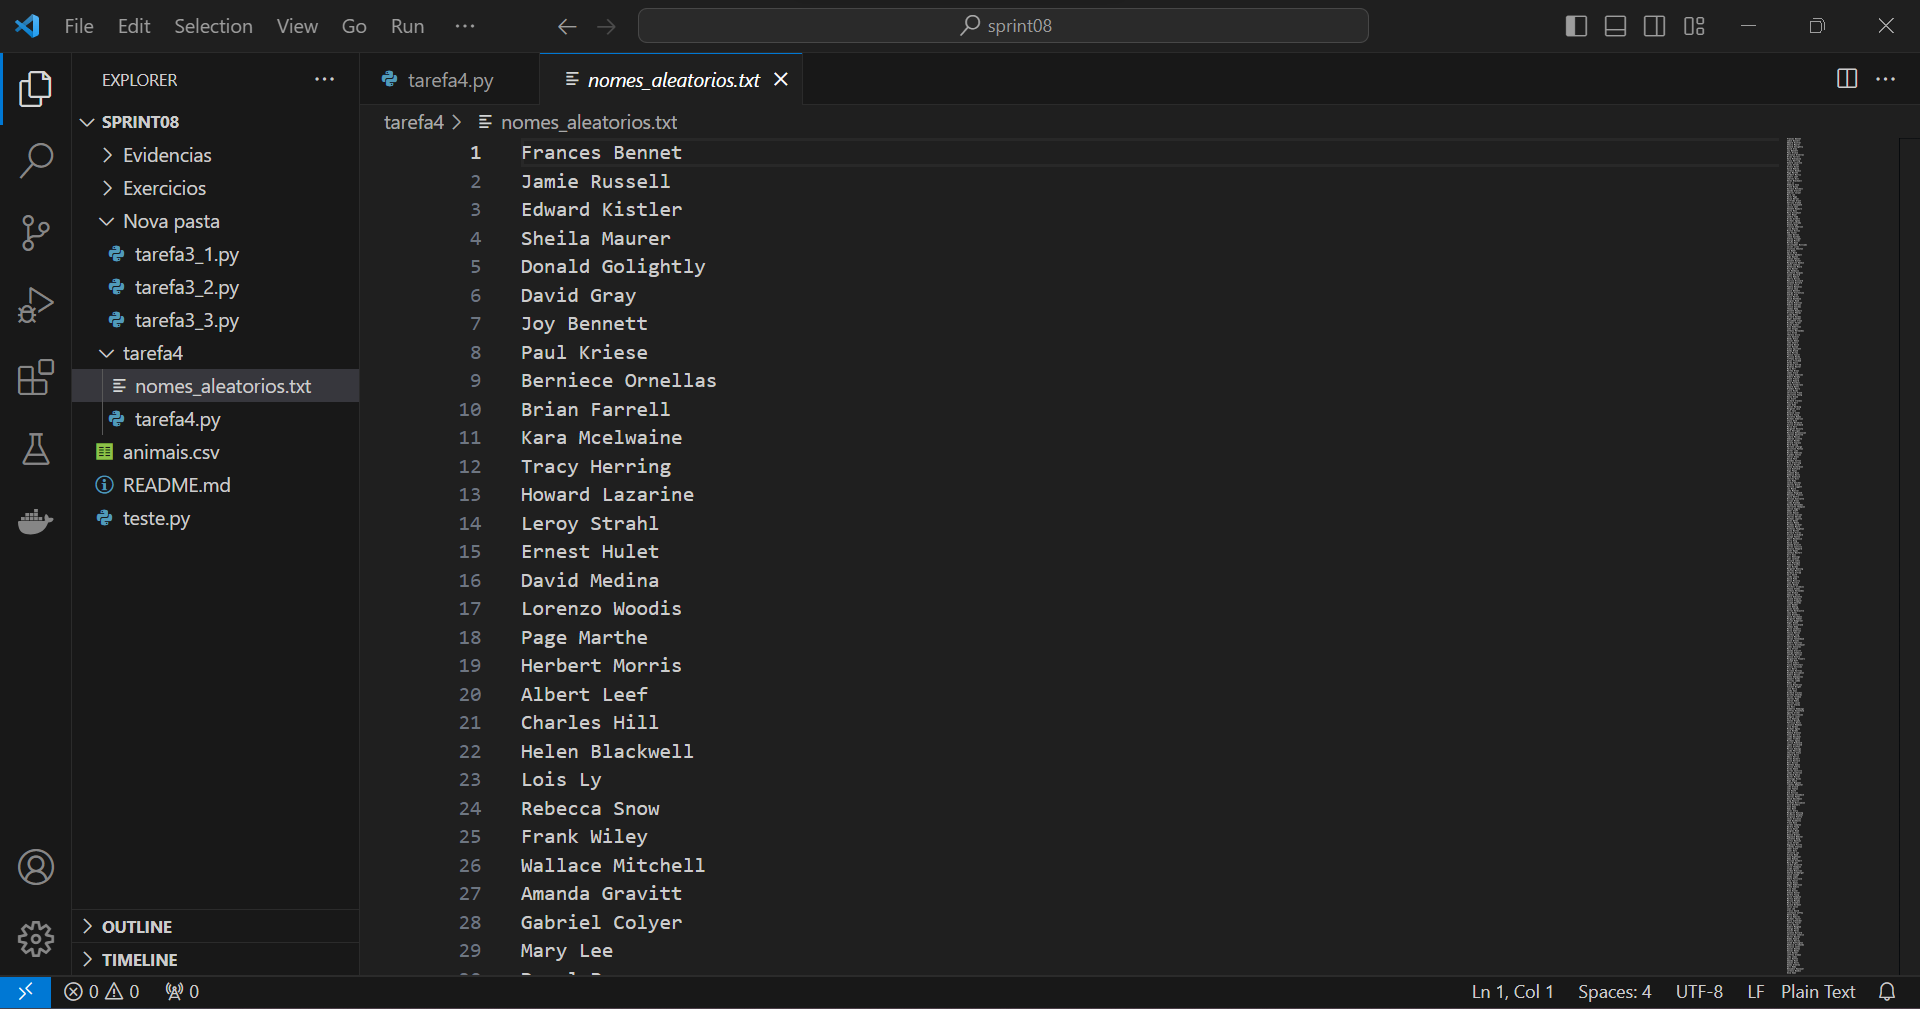 File Edit Selection View Go Run ···
sprint08
EXPLORER
SPRINT08
Evidencias
Exercicios
Nova pasta
tarefa3_1.py
tarefa3_2.py
tarefa3_3.py
tarefa4
nomes_aleatorios.txt
tarefa4.py
animais.csv
README.md
teste.py
OUTLINE
TIMELINE
tarefa4.py
nomes_aleatorios.txt
tarefa4 > nomes_aleatorios.txt
1 Frances Bennet
2 Jamie Russell
3 Edward Kistler
4 Sheila Maurer
5 Donald Golightly
6 David Gray
7 Joy Bennett
8 Paul Kriese
9 Berniece Ornellas
10 Brian Farrell
11 Kara Mcelwaine
12 Tracy Herring
13 Howard Lazarine
14 Leroy Strahl
15 Ernest Hulet
16 David Medina
17 Lorenzo Woodis
18 Page Marthe
19 Herbert Morris
20 Albert Leef
21 Charles Hill
22 Helen Blackwell
23 Lois Ly
24 Rebecca Snow
25 Frank Wiley
26 Wallace Mitchell
27 Amanda Gravitt
28 Gabriel Colyer
29 Mary Lee
0 0 0
Ln 1, Col 1 Spaces: 4 UTF-8 LF Plain Text